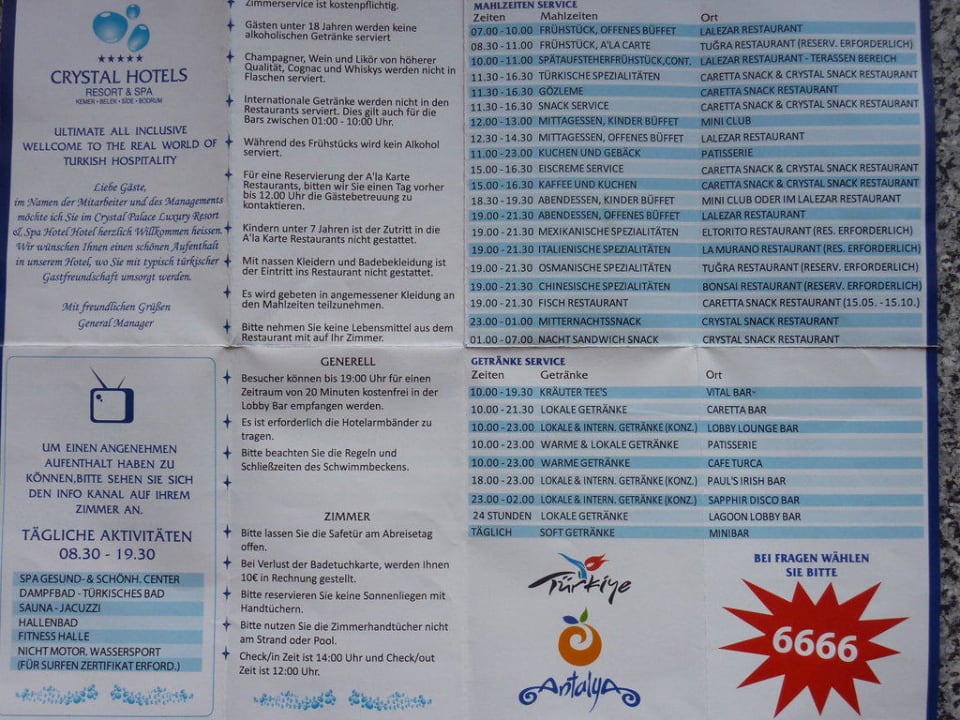 CRYSTAL HOTELS
RESORT & SPA
KEMER • BELEK • SIDE • BODRUM
ULTIMATE ALL INCLUSIVE
WELLCOME TO THE REAL WORLD OF
TURKISH HOSPITALITY
Liebe Gäste,
im Namen der Mitarbeiter und des Managements
möchte ich Sie im Crystal Palace Luxury Resort
& Spa Hotel Hotel herzlich Willkommen heissen.
Wir wünschen Ihnen einen schönen Aufenthalt
in unserem Hotel, wo Sie mit typisch türkischer
Gastfreundschaft umsorgt werden.
Mit freundlichen Grüßen
General Manager
Zimmerservice ist kostenpflichtig.
Gästen unter 18 Jahren werden keine
alkoholischen Getränke serviert
Champagner, Wein und Likör von höherer
Qualität, Cognac und Whiskys werden nicht in
Flaschen serviert.
Internationale Getränke werden nicht in den
Restaurants serviert. Dies gilt auch für die
Bars zwischen 01:00 - 10:00 Uhr.
Während des Frühstücks wird kein Alkohol
serviert.
Für eine Reservierung der A'la Karte
Restaurants, bitten wir Sie einen Tag vorher
bis 12.00 Uhr die Gästebetreuung zu
kontaktieren.
Kindern unter 7 Jahren ist der Zutritt in die
A'la Karte Restaurants nicht gestattet.
Mit nassen Kleidern und Badebekleidung ist
der Eintritt ins Restaurant nicht gestattet.
Es wird gebeten in angemessener Kleidung an
den Mahlzeiten teilzunehmen.
Bitte nehmen Sie keine Lebensmittel aus dem
Restaurant mit auf Ihr Zimmer.
MAHLZEITEN SERVICE
Zeiten Mahlzeiten Ort
07.00 - 10.00 FRÜHSTÜCK, OFFENES BÜFFET LALEZAR RESTAURANT
08.30 - 11.00 FRÜHSTÜCK, A'LA CARTE TUĞRA RESTAURANT (RESERV. ERFORDERLICH)
10.00 - 11.00 SPÄTAUFSTEHERFRÜHSTÜCK,CONT. LALEZAR RESTAURANT - TERASSEN BEREICH
11.30 - 16.30 TÜRKISCHE SPEZIALITÄTEN CARETTA SNACK & CRYSTAL SNACK RESTAURANT
11.30 - 16.30 GÖZLEME CARETTA SNACK RESTAURANT
11.30 - 16.30 SNACK SERVICE CARETTA SNACK & CRYSTAL SNACK RESTAURANT
12.00 - 13.00 MITTAGESSEN, KINDER BÜFFET MINI CLUB
12.30 - 14.30 MITTAGESSEN, OFFENES BÜFFET LALEZAR RESTAURANT
11.00 - 23.00 KUCHEN UND GEBÄCK PATISSERIE
15.00 - 16.30 EISCREME SERVICE CARETTA SNACK & CRYSTAL SNACK RESTAURANT
15.00 - 16.30 KAFFEE UND KUCHEN CARETTA SNACK & CRYSTAL SNACK RESTAURANT
18.30 - 19.30 ABENDESSEN, KINDER BÜFFET MINI CLUB ODER IM LALEZAR RESTAURANT
19.00 - 21.30 ABENDESSEN, OFFENES BÜFFET LALEZAR RESTAURANT
19.00 - 21.30 MEXIKANISCHE SPEZIALITÄTEN ELTORITO RESTAURANT (RES. ERFORDERLICH)
19.00 - 21.30 ITALIENISCHE SPEZIALITÄTEN LA MURANO RESTAURANT (RES. ERFORDERLICH)
19.00 - 21.30 OSMANISCHE SPEZIALITÄTEN TUĞRA RESTAURANT (RESERV. ERFORDERLICH)
19.00 - 21.30 CHINESISCHE SPEZIALITÄTEN BONSAI RESTAURANT (RESERV. ERFORDERLICH)
19.00 - 21.30 FISCH RESTAURANT CARETTA SNACK RESTAURANT (15.05. - 15.10.)
23.00 - 01.00 MITTERNACHTSSNACK CRYSTAL SNACK RESTAURANT
01.00 - 07.00 NACHT SANDWICH SNACK CRYSTAL SNACK RESTAURANT
UM EINEN ANGENEHMEN
AUFENTHALT HABEN ZU
KÖNNEN,BITTE SEHEN SIE SICH
DEN INFO KANAL AUF IHREM
ZIMMER AN.
TÄGLICHE AKTIVITÄTEN
08.30 - 19.30
SPA GESUND- & SCHÖNH. CENTER
DAMPFBAD - TÜRKISCHES BAD
SAUNA - JACUZZI
HALLENBAD
FITNESS HALLE
NICHT MOTOR. WASSERSPORT
(FÜR SURFEN ZERTIFIKAT ERFORD.)
GENERELL
Besucher können bis 19:00 Uhr für einen
Zeitraum von 20 Minuten kostenfrei in der
Lobby Bar empfangen werden.
Es ist erforderlich die Hotelarmbänder zu
tragen.
Bitte beachten Sie die Regeln und
Schließzeiten des Schwimmbeckens.
ZIMMER
Bitte lassen Sie die Safetür am Abreisetag
offen.
Bei Verlust der Badetuchkarte, werden Ihnen
10€ in Rechnung gestellt.
Bitte reservieren Sie keine Sonnenliegen mit
Handtüchern.
Bitte nutzen Sie die Zimmerhandtücher nicht
am Strand oder Pool.
Check/in Zeit ist 14:00 Uhr und Check/out
Zeit ist 12:00 Uhr.
GETRÄNKE SERVICE
Zeiten Getränke Ort
10.00 - 19.30 KRÄUTER TEE'S VITAL BAR-
10.00 - 21.30 LOKALE GETRÄNKE CARETTA BAR
10.00 - 23.00 LOKALE & INTERN. GETRÄNKE (KONZ.) LOBBY LOUNGE BAR
10.00 - 23.00 WARME & LOKALE GETRÄNKE PATISSERIE
10.00 - 23.00 WARME GETRÄNKE CAFE TURCA
18.00 - 23.00 LOKALE & INTERN. GETRÄNKE (KONZ.) PAUL'S IRISH BAR
23.00 - 02.00 LOKALE & INTERN. GETRÄNKE (KONZ.) SAPPHIR DISCO BAR
24 STUNDEN LOKALE GETRÄNKE LAGOON LOBBY BAR
TÄGLICH SOFT GETRÄNKE MINIBAR
Türkiye
Antalya
BEI FRAGEN WÄHLEN
SIE BITTE
6666